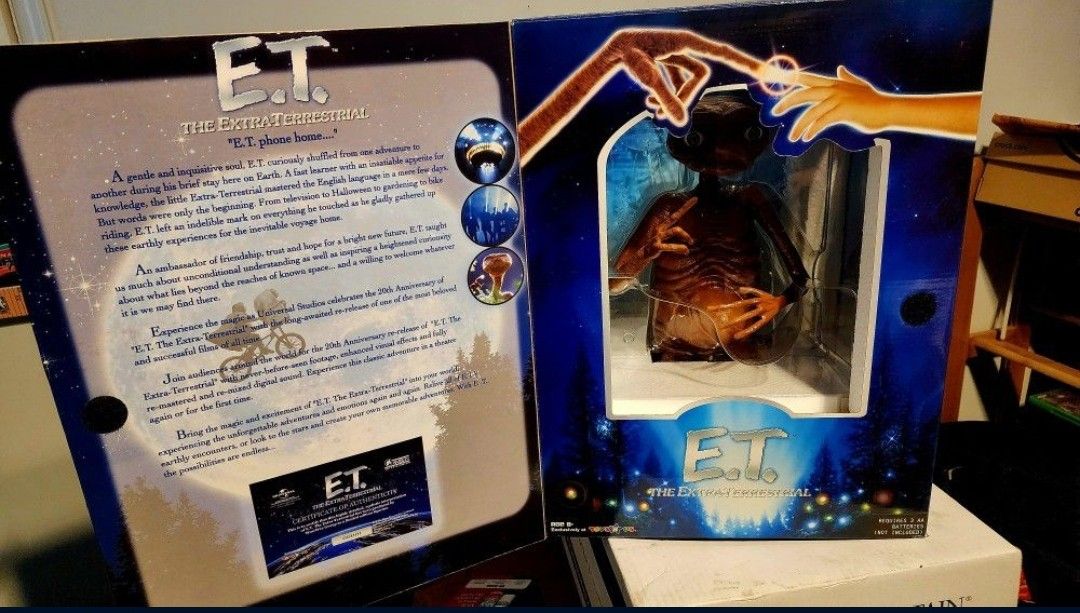 E.T.
THE EXTRA-TERRESTRIAL
"E.T. phone home...."
A gentle and inquisitive soul, E.T. curiously shuffled from one adventure to
another during his brief stay here on Earth. A fast learner with an insatiable appetite for
knowledge, the little Extra-Terrestrial mastered the English language in a mere few days.
But words were only the beginning. From television to Halloween to gardening to bike
riding, E.T. left an indelible mark on everything he touched as he gladly gathered up
these earthly experiences for the inevitable voyage home.
An ambassador of friendship, trust and hope for a bright new future, E.T. taught
us much about unconditional understanding as well as inspiring a heightened curiosity
about what lies beyond the reaches of known space... and a willing to welcome whatever
it is we may find there.
Experience the magic as Universal Studios celebrates the 20th Anniversary of
"E.T. The Extra-Terrestrial" with the long-awaited re-release of one of the most beloved
and successful films of all time.
Join audiences around the world for the 20th Anniversary re-release of "E.T. The
Extra-Terrestrial" with never-before-seen footage, enhanced visual effects and fully
re-mastered and re-mixed digital sound. Experience this classic adventure in a theater
again or for the first time.
Bring the magic and excitement of "E.T. The Extra-Terrestrial" into your world
experiencing the unforgettable adventures and emotions again and again. Relive all of E.T.'s
earthly encounters, or look to the stars and create your own memorable adventures. With E.T.,
the possibilities are endless...
E.T.
THE EXTRA-TERRESTRIAL
CERTIFICATE OF AUTHENTICITY
E.T.
THE EXTRA-TERRESTRIAL
AGE 5+
Exclusively at TOYS R US
REQUIRES 3 AA
BATTERIES
(NOT INCLUDED)